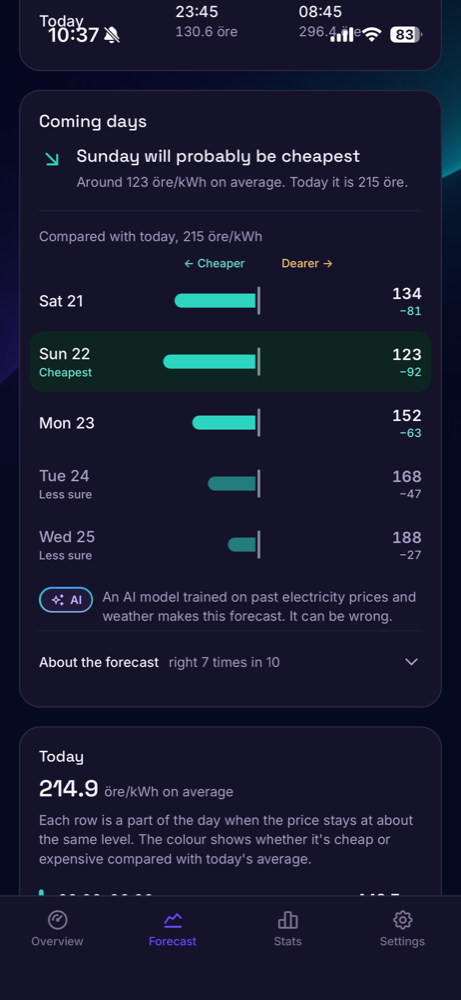 Today
23:45
08:45
10:37
83
130.6 öre
296.4 öre
Coming days
Sunday will probably be cheapest
Around 123 öre/kWh on average. Today it is 215 öre.
Compared with today, 215 öre/kWh
← Cheaper
Dearer →
Sat 21
134
−81
Sun 22
Cheapest
123
−92
Mon 23
152
−63
Tue 24
Less sure
168
−47
Wed 25
Less sure
188
−27
AI
An AI model trained on past electricity prices and
weather makes this forecast. It can be wrong.
About the forecast right 7 times in 10
Today
214.9 öre/kWh on average
Each row is a part of the day when the price stays at about
the same level. The colour shows whether it's cheap or
expensive compared with today's average.
Overview
Forecast
Stats
Settings